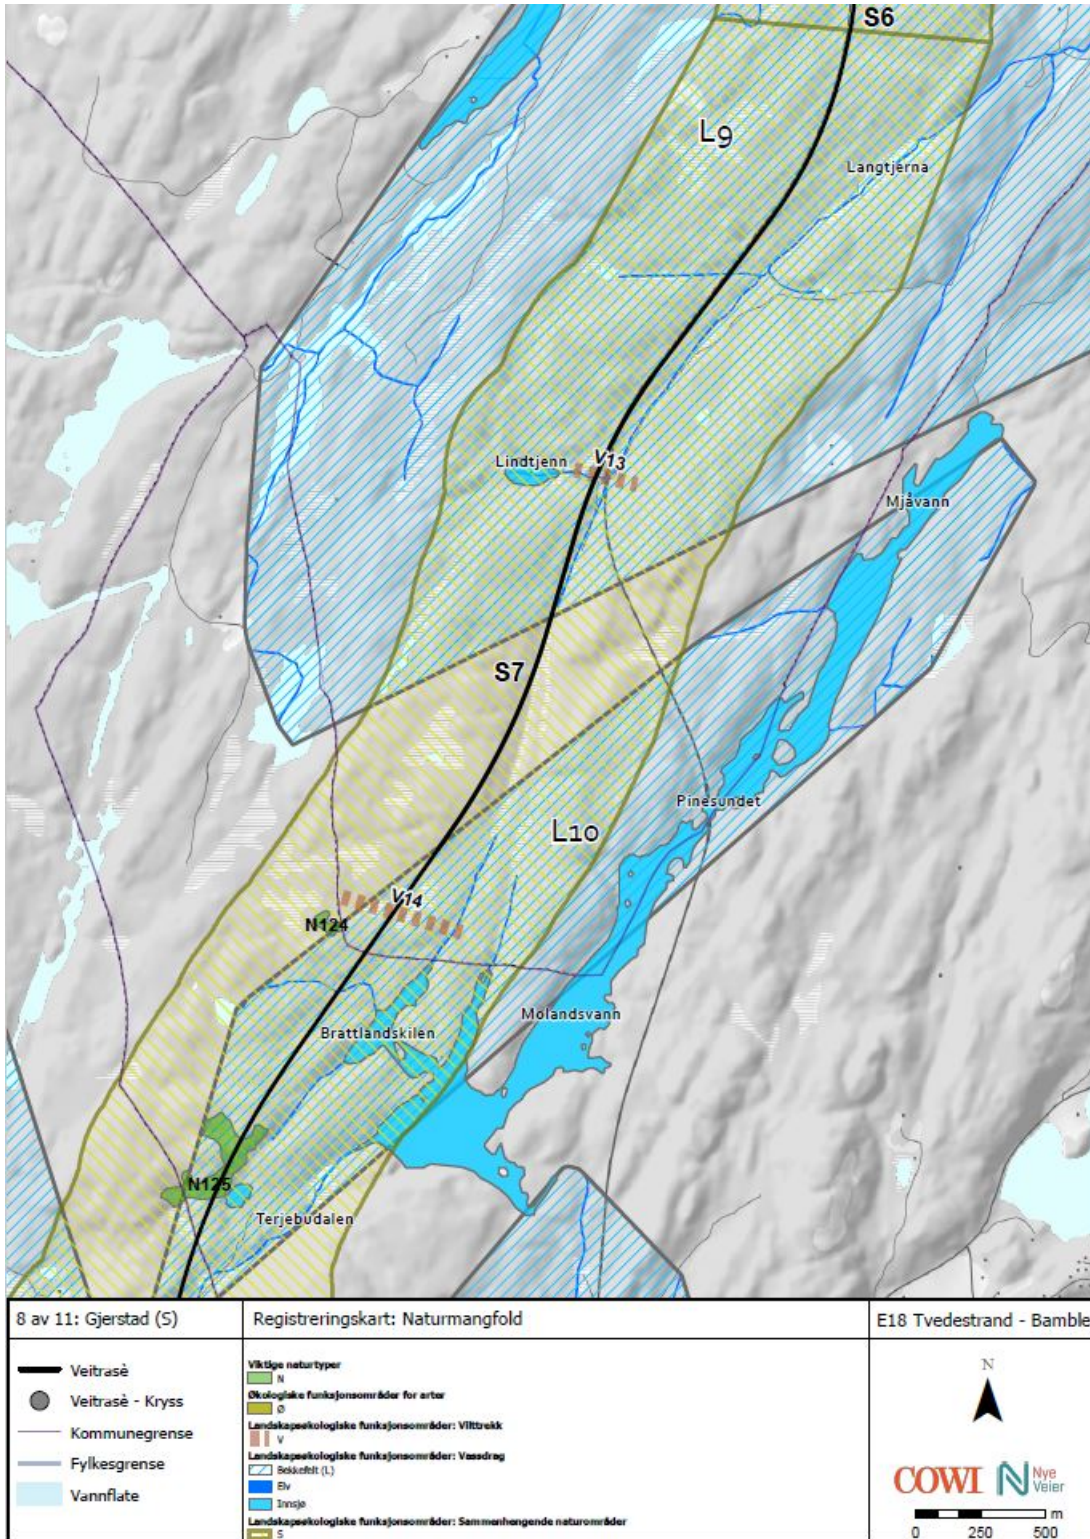 S6
L9
Langtjerna
Lindtjenn
V13
Mjåvann
S7
Pinesundet
L10
V14
N124
Molandsvann
Brattlandskilen
N125
Terjebudalen
8 av 11: Gjerstad (S)
Registreringskart: Naturmangfold
E18 Tvedestrand - Bamble
Veitrasè
Veitrasè - Kryss
Kommunegrense
Fylkesgrense
Vannflate
Viktige naturtyper
N
Økologiske funksjonsområder for arter
Ø
Landskapsøkologiske funksjonsområder: Vilttrekk
V
Landskapsøkologiske funksjonsområder: Vassdrag
Bekkefelt (L)
Elv
Innsjø
Landskapsøkologiske funksjonsområder: Sammenhengende naturområder
S
N
COWI
Nye
Veier
m
0 250 500